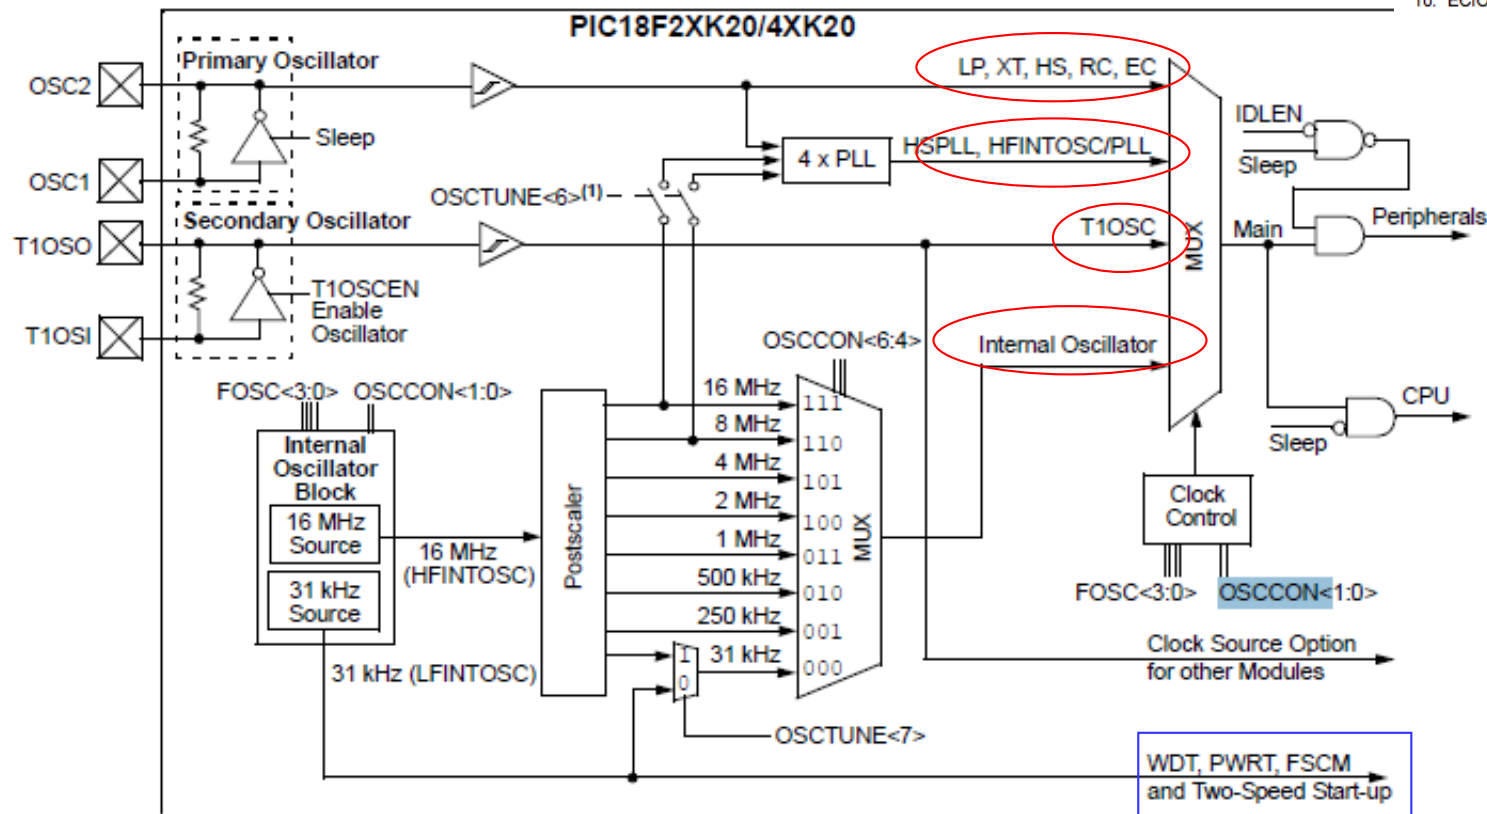 10. ECIO
PIC18F2XK20/4XK20
Primary Oscillator
LP, XT, HS, RC, EC
OSC2
IDLEN
Sleep
4 x PLL
HSPLL, HFINTOSC/PLL
Sleep
OSC1
OSCTUNE<6>(1)
Secondary Oscillator
T1OSO
T1OSC
MUX
Main
Peripherals
T1OSCEN
Enable
Oscillator
T1OSI
OSCCON<6:4>
Internal Oscillator
FOSC<3:0> OSCCON<1:0>
16 MHz
111
CPU
8 MHz
110
Sleep
Internal
Oscillator
Block
4 MHz
101
16 MHz
Source
2 MHz
100
MUX
Clock
Control
16 MHz
(HFINTOSC)
Postscaler
1 MHz
011
31 kHz
Source
500 kHz
010
FOSC<3:0> OSCCON<1:0>
250 kHz
001
31 kHz (LFINTOSC)
1
0
31 kHz
000
Clock Source Option
for other Modules
OSCTUNE<7>
WDT, PWRT, FSCM
and Two-Speed Start-up